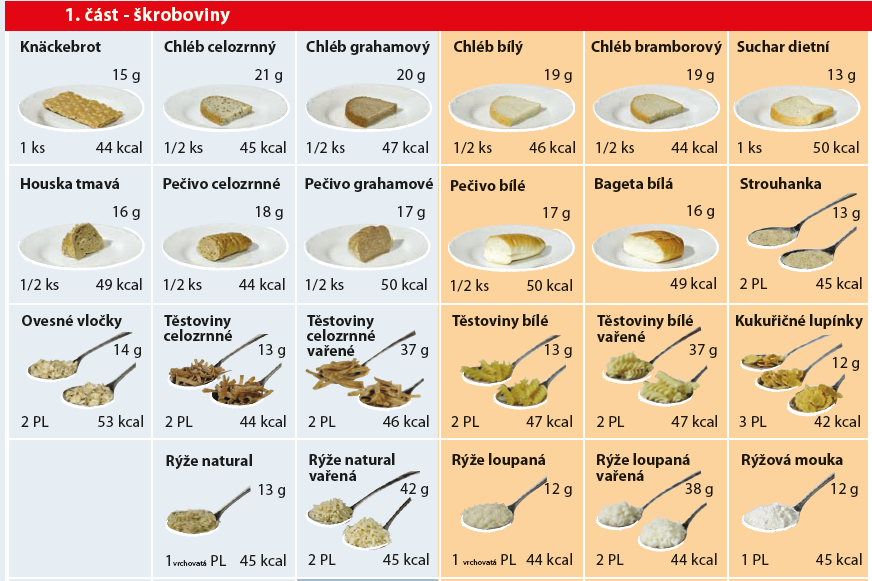 1. část - škroboviny
Knäckebrot
15 g
1 ks 44 kcal
Chléb celozrnný
21 g
1/2 ks 45 kcal
Chléb grahamový
20 g
1/2 ks 47 kcal
Chléb bílý
19 g
1/2 ks 46 kcal
Chléb bramborový
19 g
1/2 ks 44 kcal
Suchar dietní
13 g
1 ks 50 kcal
Houska tmavá
16 g
1/2 ks 49 kcal
Pečivo celozrnné
18 g
1/2 ks 44 kcal
Pečivo grahamové
17 g
1/2 ks 50 kcal
Pečivo bílé
17 g
1/2 ks 50 kcal
Bageta bílá
16 g
49 kcal
Strouhanka
13 g
2 PL 45 kcal
Ovesné vločky
14 g
2 PL 53 kcal
Těstoviny
celozrnné
13 g
2 PL 44 kcal
Těstoviny
celozrnné
vařené
37 g
2 PL 46 kcal
Těstoviny bílé
13 g
2 PL 47 kcal
Těstoviny bílé
vařené
37 g
2 PL 47 kcal
Kukuřičné lupínky
12 g
3 PL 42 kcal
Rýže natural
13 g
1 vrchovatá PL 45 kcal
Rýže natural
vařená
42 g
2 PL 45 kcal
Rýže loupaná
12 g
1 vrchovatá PL 44 kcal
Rýže loupaná
vařená
38 g
2 PL 44 kcal
Rýžová mouka
12 g
1 PL 45 kcal